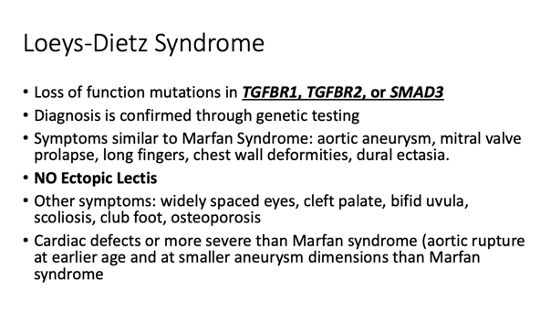 Loeys-Dietz Syndrome
• Loss of function mutations in TGFBR1, TGFBR2, or SMAD3
• Diagnosis is confirmed through genetic testing
• Symptoms similar to Marfan Syndrome: aortic aneurysm, mitral valve
prolapse, long fingers, chest wall deformities, dural ectasia.
• NO Ectopic Lectis
• Other symptoms: widely spaced eyes, cleft palate, bifid uvula,
scoliosis, club foot, osteoporosis
• Cardiac defects or more severe than Marfan syndrome (aortic rupture
at earlier age and at smaller aneurysm dimensions than Marfan
syndrome